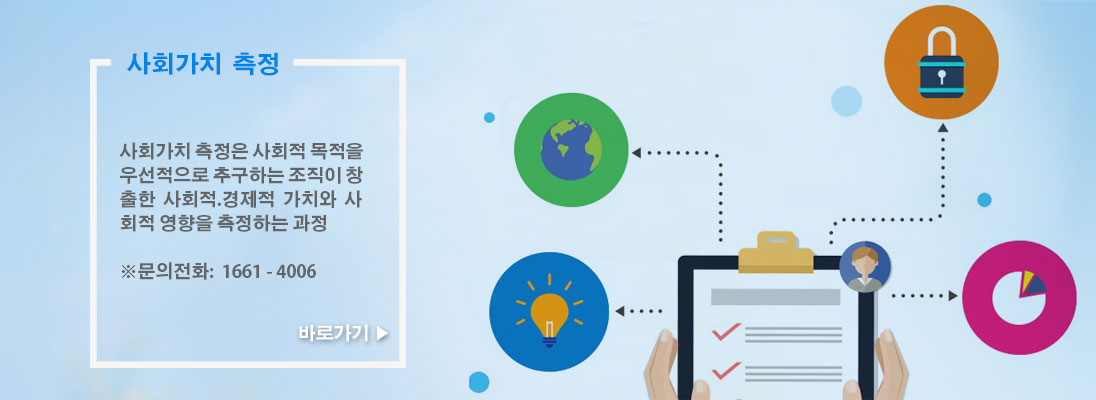 사회가치 측정
사회가치 측정은 사회적 목적을
우선적으로 추구하는 조직이 창
출한 사회적.경제적 가치와 사
회적 영향을 측정하는 과정
※문의전화: 1661 - 4006
바로가기 ▶